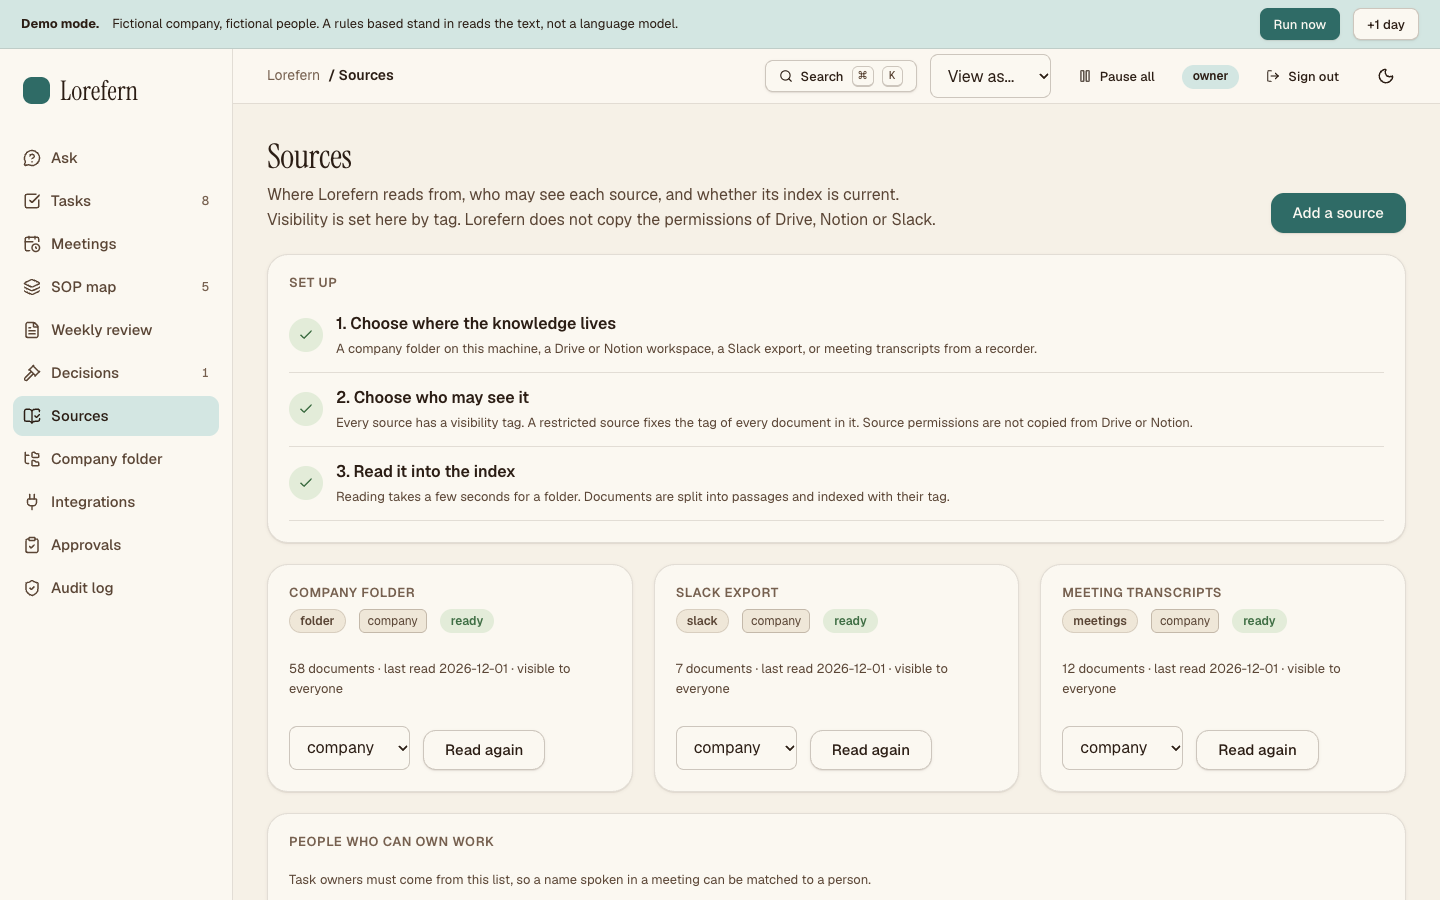 Demo mode. Fictional company, fictional people. A rules based stand in reads the text, not a language model.
Run now
+1 day
Lorefern
Lorefern / Sources
Search ⌘ K
View as...
Pause all
owner
Sign out
Ask
Tasks 8
Meetings
SOP map 5
Weekly review
Decisions 1
Sources
Company folder
Integrations
Approvals
Audit log
Sources
Where Lorefern reads from, who may see each source, and whether its index is current.
Visibility is set here by tag. Lorefern does not copy the permissions of Drive, Notion or Slack.
Add a source
SET UP
1. Choose where the knowledge lives
A company folder on this machine, a Drive or Notion workspace, a Slack export, or meeting transcripts from a recorder.
2. Choose who may see it
Every source has a visibility tag. A restricted source fixes the tag of every document in it. Source permissions are not copied from Drive or Notion.
3. Read it into the index
Reading takes a few seconds for a folder. Documents are split into passages and indexed with their tag.
COMPANY FOLDER
folder company ready
58 documents · last read 2026-12-01 · visible to
everyone
company Read again
SLACK EXPORT
slack company ready
7 documents · last read 2026-12-01 · visible to
everyone
company Read again
MEETING TRANSCRIPTS
meetings company ready
12 documents · last read 2026-12-01 · visible to
everyone
company Read again
PEOPLE WHO CAN OWN WORK
Task owners must come from this list, so a name spoken in a meeting can be matched to a person.